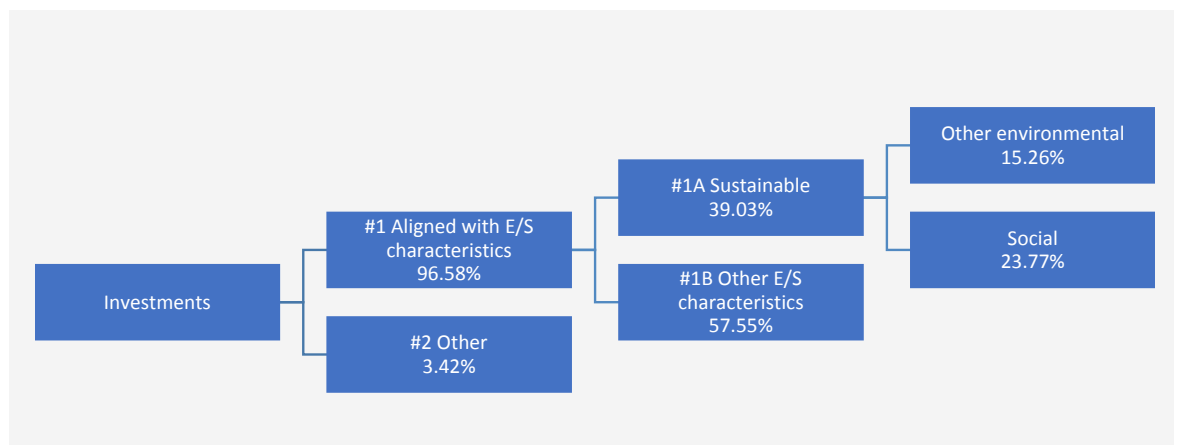 Investments
#1 Aligned with E/S
characteristics
96.58%
#2 Other
3.42%
#1A Sustainable
39.03%
#1B Other E/S
characteristics
57.55%
Other environmental
15.26%
Social
23.77%